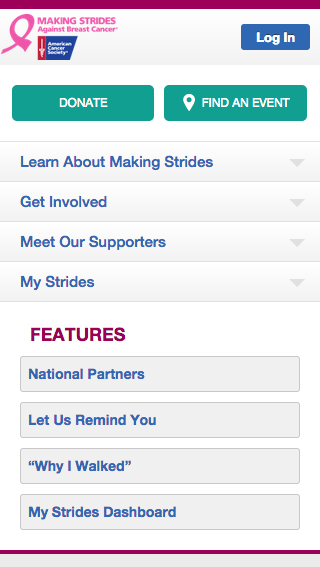 MAKING STRIDES
Against Breast Cancer
American
Cancer
Society
Log In
DONATE
FIND AN EVENT
Learn About Making Strides
Get Involved
Meet Our Supporters
My Strides
FEATURES
National Partners
Let Us Remind You
“Why I Walked”
My Strides Dashboard